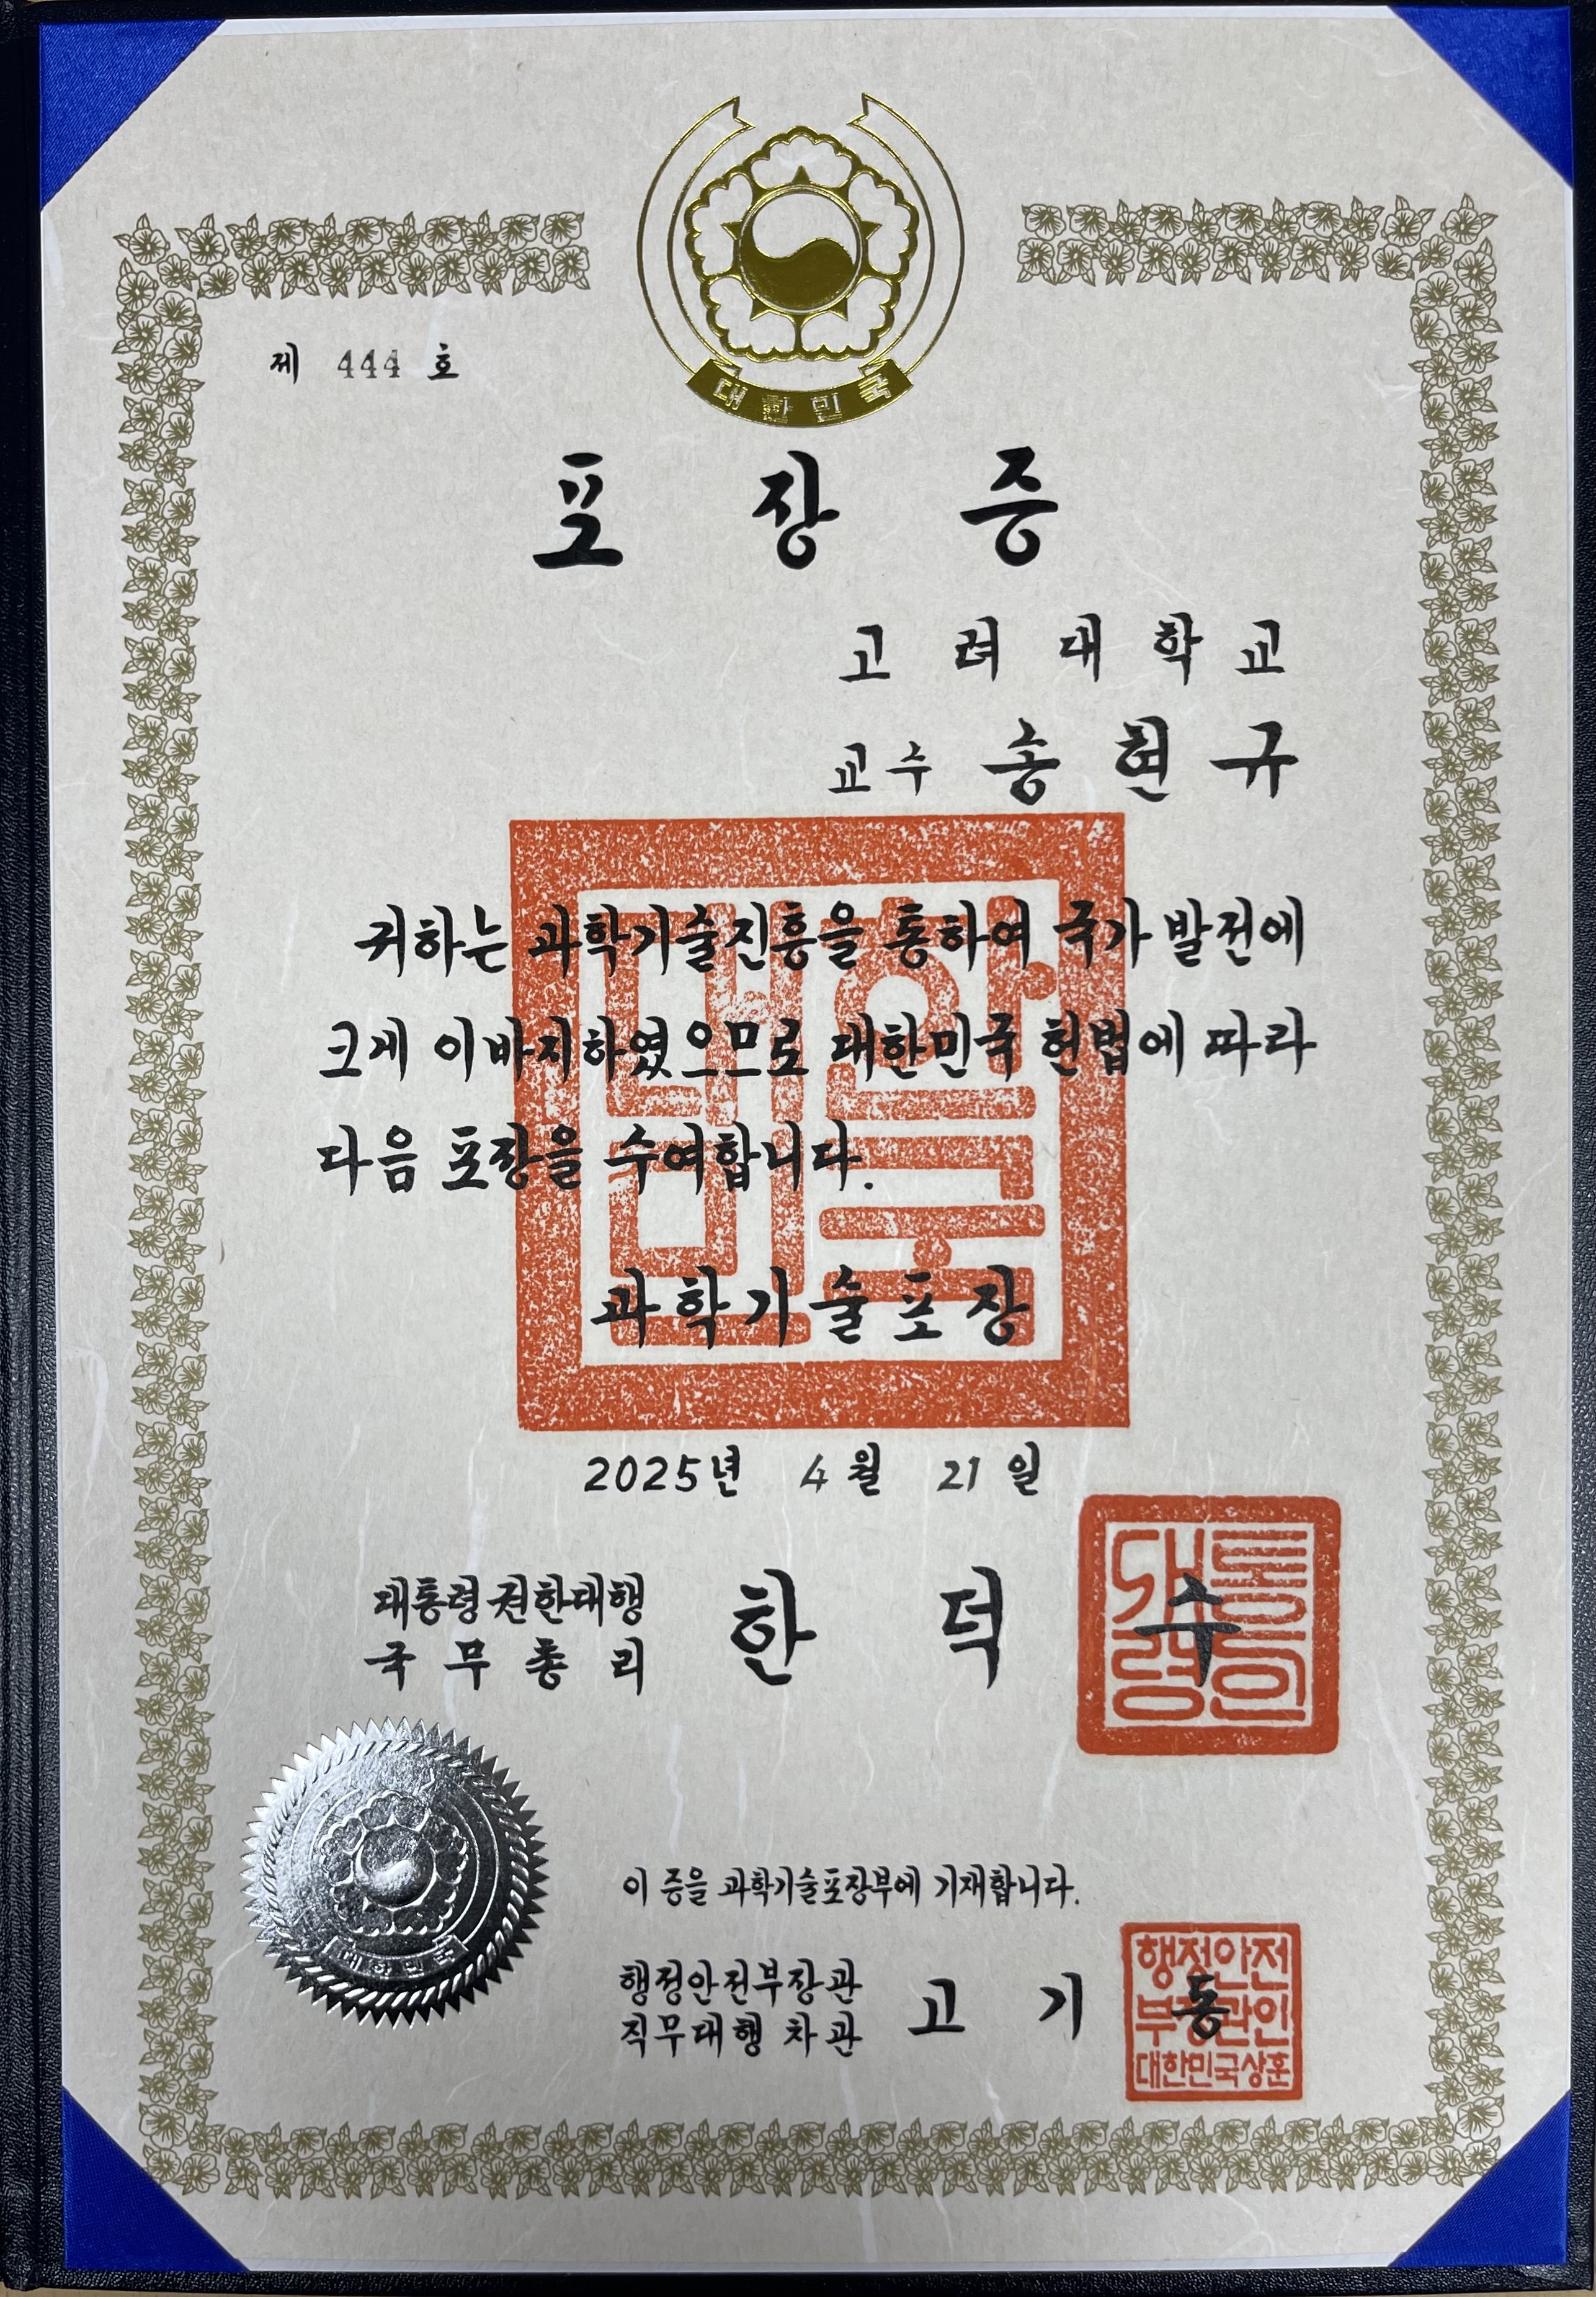 대한민국
제 444 호
포장증
고려대학교
교수 송현규
귀하는 과학기술진흥을 통하여 국가 발전에
크게 이바지하였으므로 대한민국 헌법에 따라
다음 포장을 수여합니다.
과학기술포장
대한민국
2025년 4월 21일
대통령권한대행
국무총리 한덕수
대통령의인
대한민국
이 증을 과학기술포장부에 기재합니다.
행정안전부장관
직무대행 차관 고기동
행정안전
부장관인
대한민국상훈